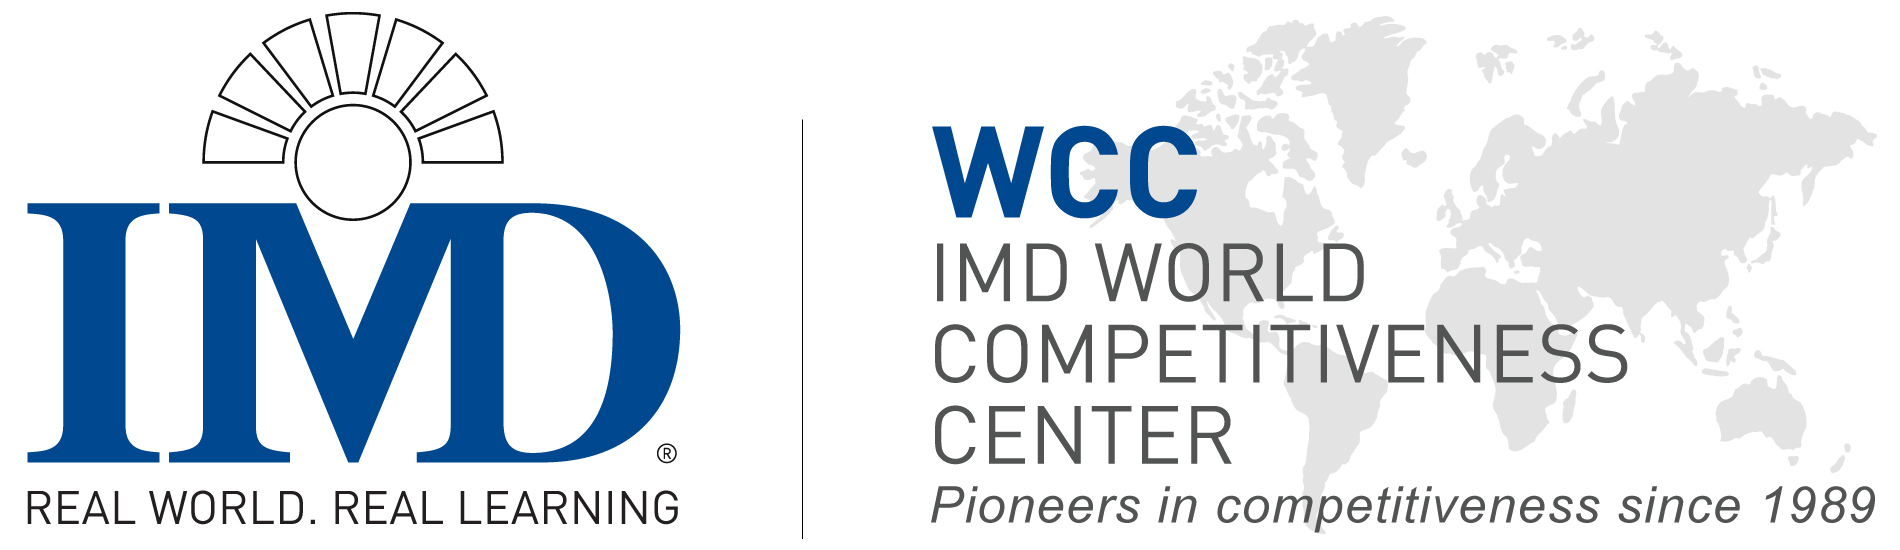 IMD®
REAL WORLD. REAL LEARNING
WCC
IMD WORLD
COMPETITIVENESS
CENTER
Pioneers in competitiveness since 1989